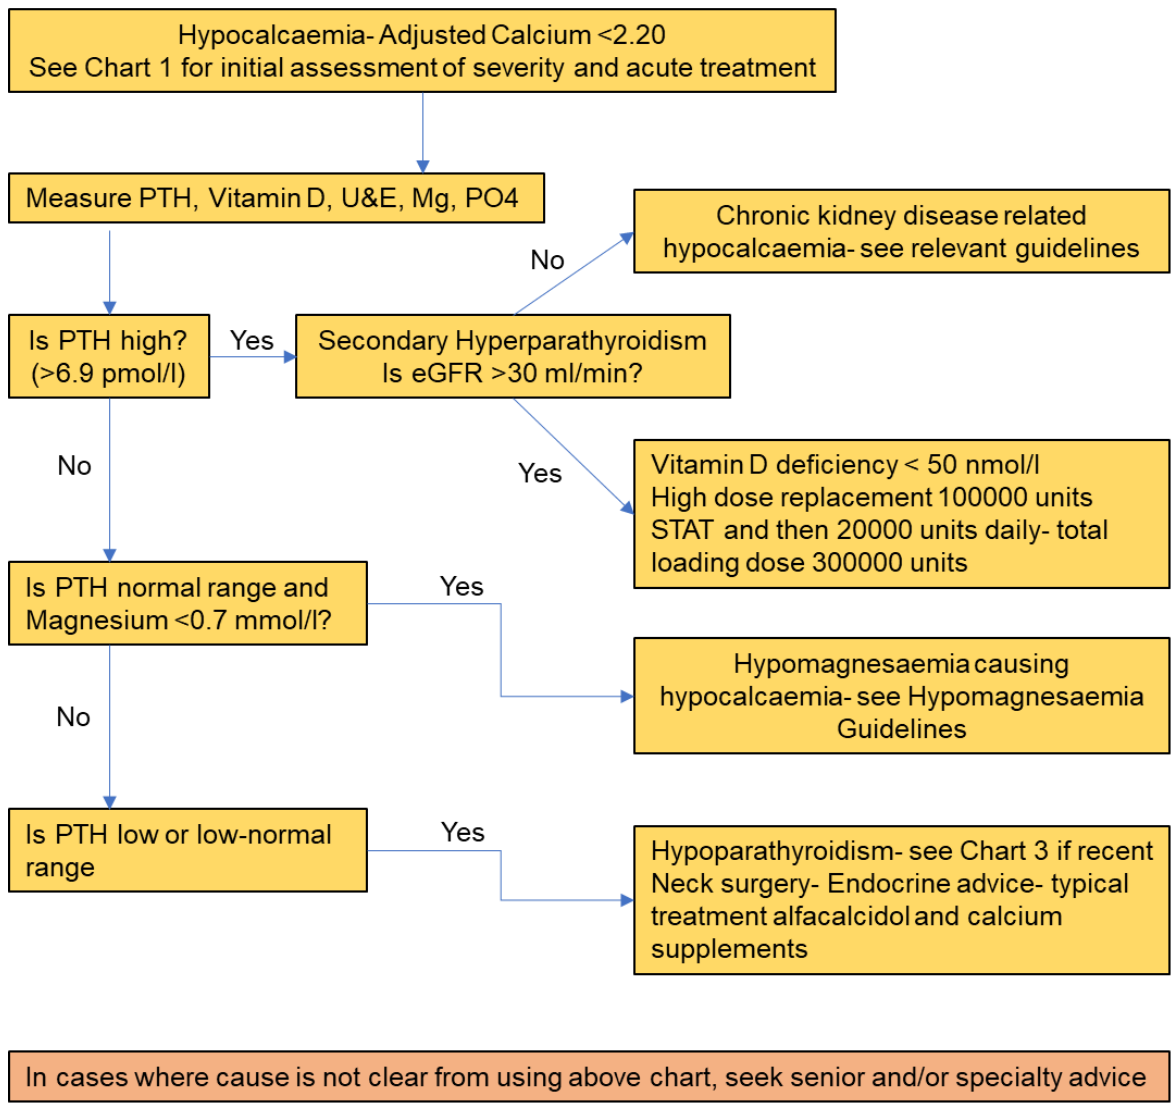 Hypocalcaemia- Adjusted Calcium <2.20
See Chart 1 for initial assessment of severity and acute treatment
Measure PTH, Vitamin D, U&E, Mg, PO4
Chronic kidney disease related
hypocalcaemia- see relevant guidelines
No
Is PTH high?
(>6.9 pmol/l)
Yes
Secondary Hyperparathyroidism
Is eGFR >30 ml/min?
No
Yes
Vitamin D deficiency < 50 nmol/l
High dose replacement 100000 units
STAT and then 20000 units daily- total
loading dose 300000 units
Is PTH normal range and
Magnesium <0.7 mmol/l?
Yes
Hypomagnesaemia causing
hypocalcaemia- see Hypomagnesaemia
Guidelines
No
Is PTH low or low-normal
range
Yes
Hypoparathyroidism- see Chart 3 if recent
Neck surgery- Endocrine advice- typical
treatment alfacalcidol and calcium
supplements
In cases where cause is not clear from using above chart, seek senior and/or specialty advice